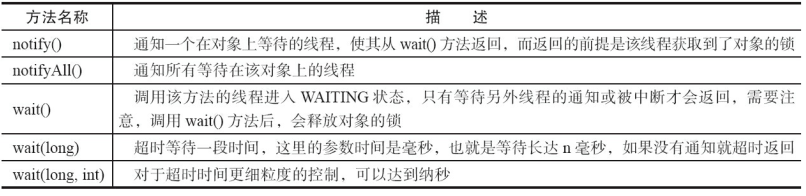 方法名称 描 述
notify() 通知一个在对象上等待的线程，使其从 wait() 方法返回，而返回的前提是该线程获取到了对象的锁
notifyAll() 通知所有等待在该对象上的线程
wait() 调用该方法的线程进入 WAITING 状态，只有等待另外线程的通知或被中断才会返回，需要注
意，调用 wait() 方法后，会释放对象的锁
wait(long) 超时等待一段时间，这里的参数时间是毫秒，也就是等待长达 n 毫秒，如果没有通知就超时返回
wait(long, int) 对于超时时间更细粒度的控制，可以达到纳秒